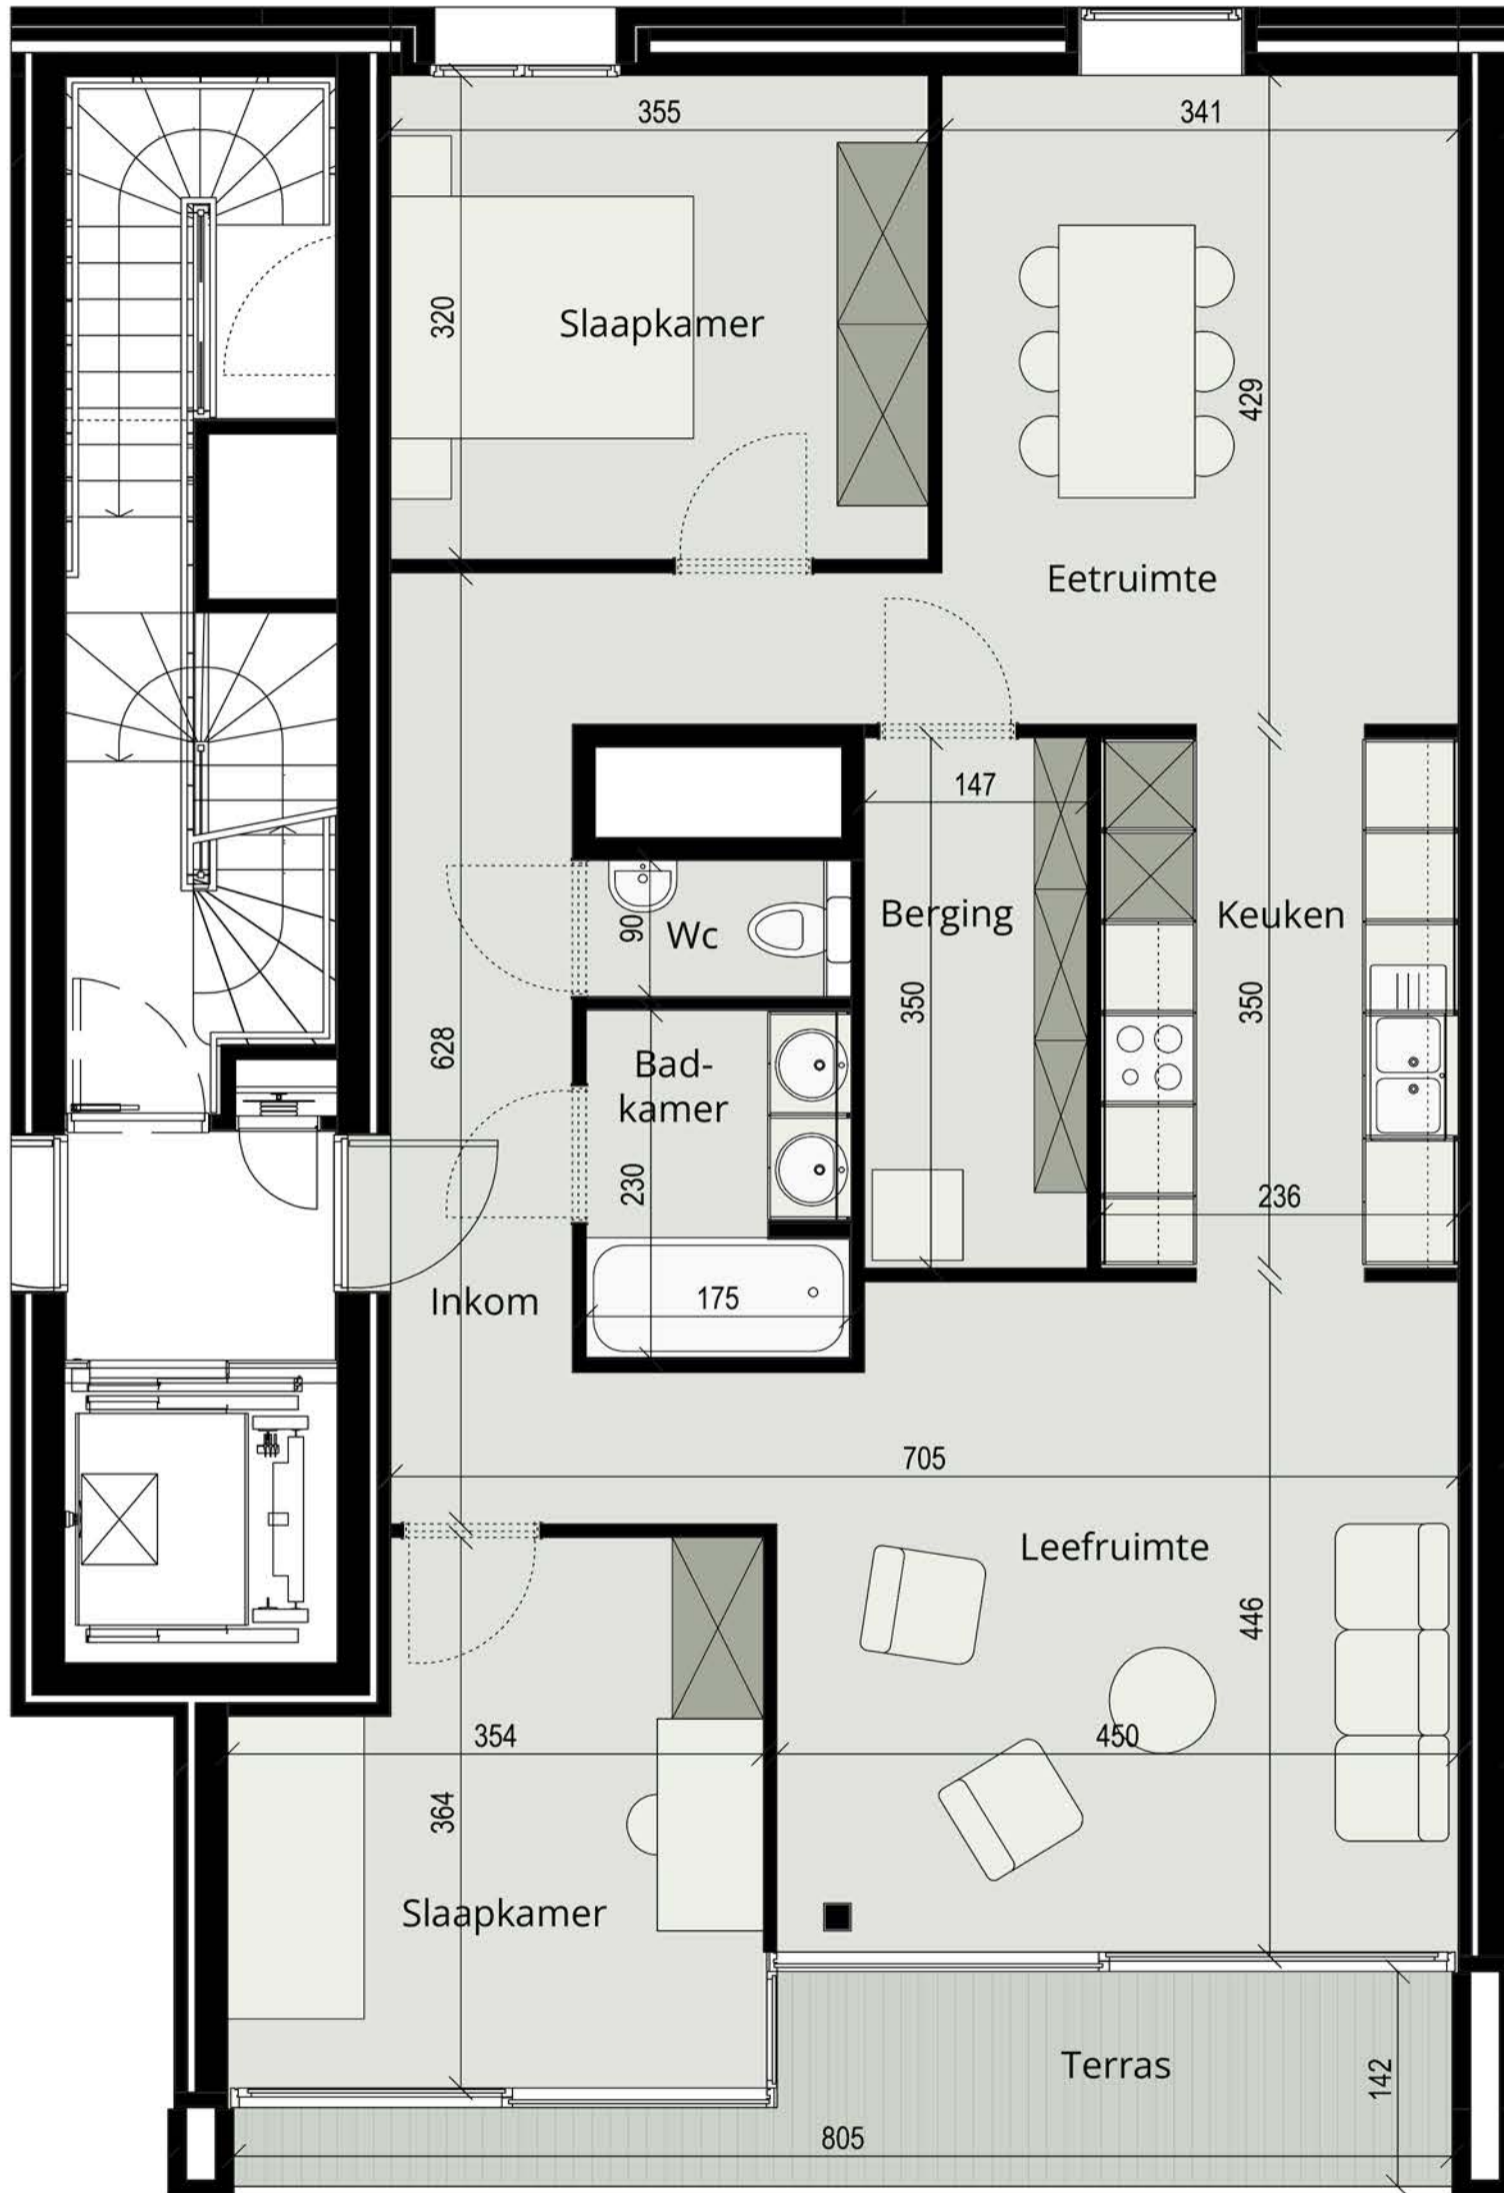 355
341
320
Slaapkamer
429
Eetruimte
147
Berging
Keuken
90
Wc
350
350
628
Bad-
kamer
230
236
175
Inkom
705
Leefruimte
446
354
450
364
Slaapkamer
Terras
142
805